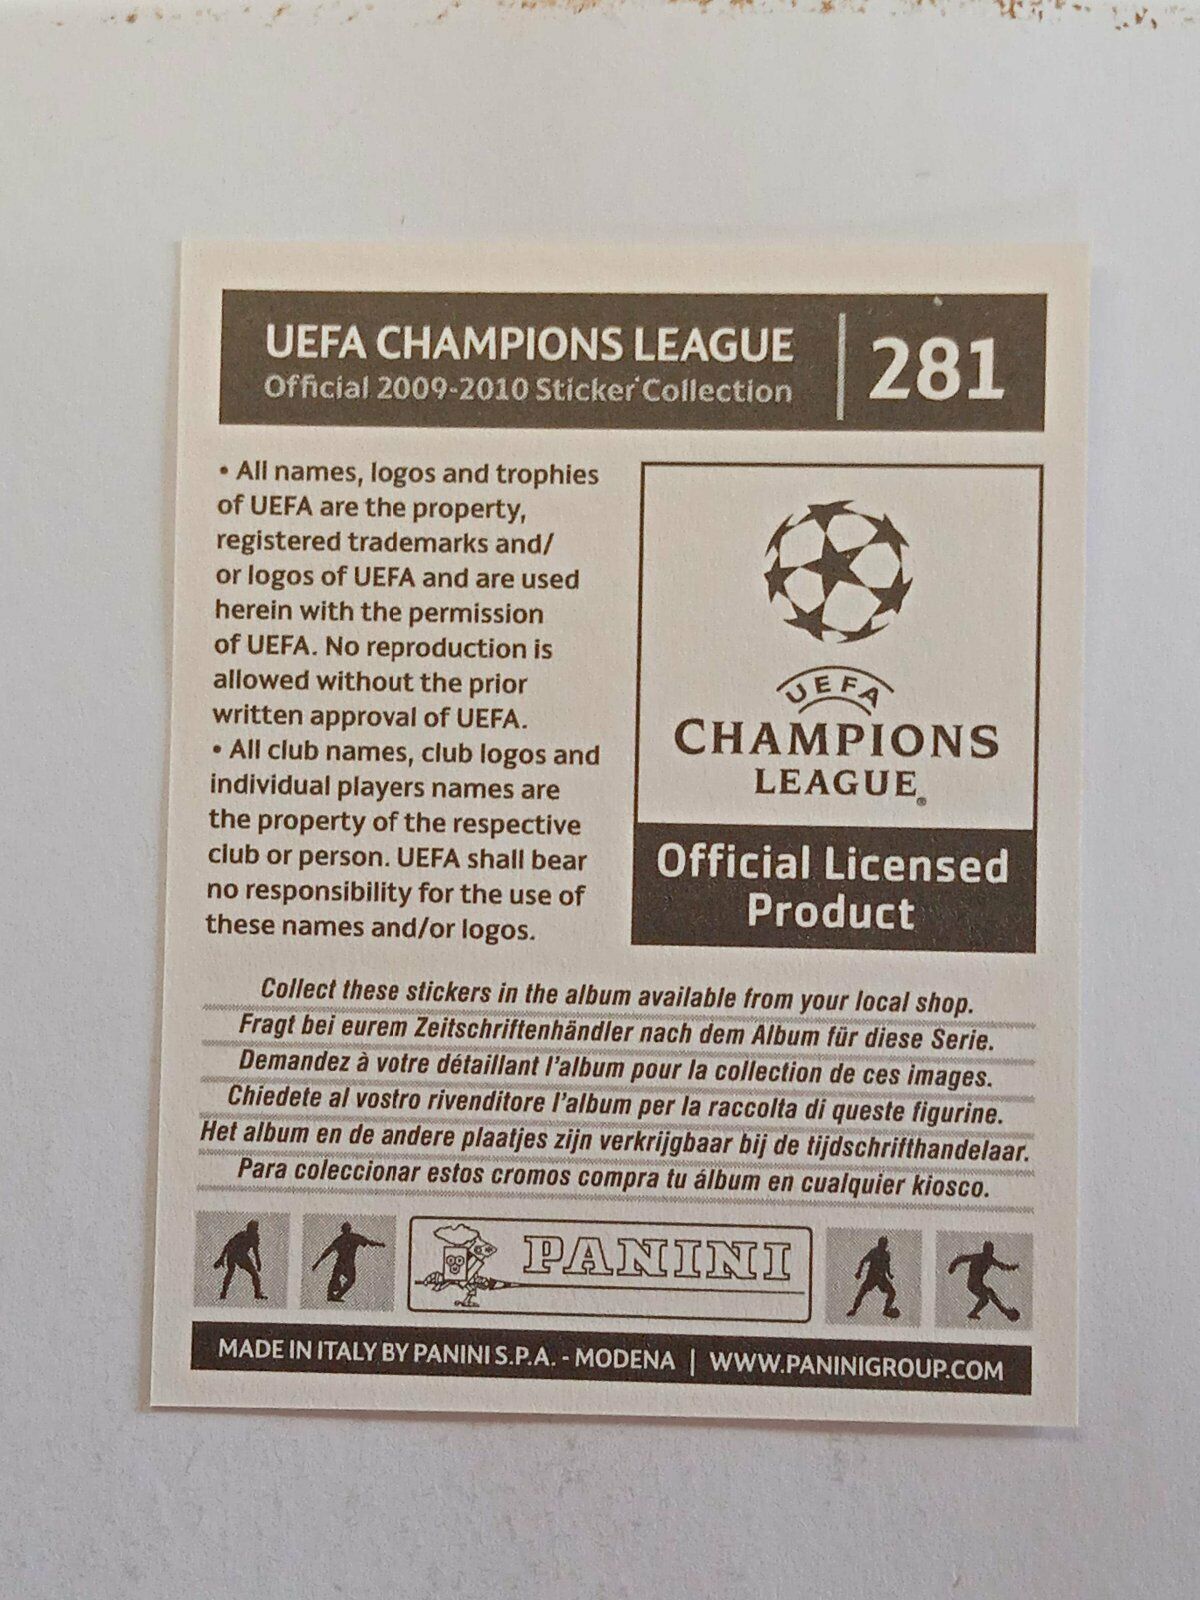 UEFA CHAMPIONS LEAGUE
Official 2009-2010 Sticker Collection
281
• All names, logos and trophies
of UEFA are the property,
registered trademarks and/
or logos of UEFA and are used
herein with the permission
of UEFA. No reproduction is
allowed without the prior
written approval of UEFA.
• All club names, club logos and
individual players names are
the property of the respective
club or person. UEFA shall bear
no responsibility for the use of
these names and/or logos.
UEFA
CHAMPIONS
LEAGUE®
Official Licensed
Product
Collect these stickers in the album available from your local shop.
Fragt bei eurem Zeitschriftenhändler nach dem Album für diese Serie.
Demandez à votre détaillant l'album pour la collection de ces images.
Chiedete al vostro rivenditore l'album per la raccolta di queste figurine.
Het album en de andere plaatjes zijn verkrijgbaar bij de tijdschrifthandelaar.
Para coleccionar estos cromos compra tu álbum en cualquier kiosco.
PANINI
MADE IN ITALY BY PANINI S.P.A. - MODENA | WWW.PANINIGROUP.COM